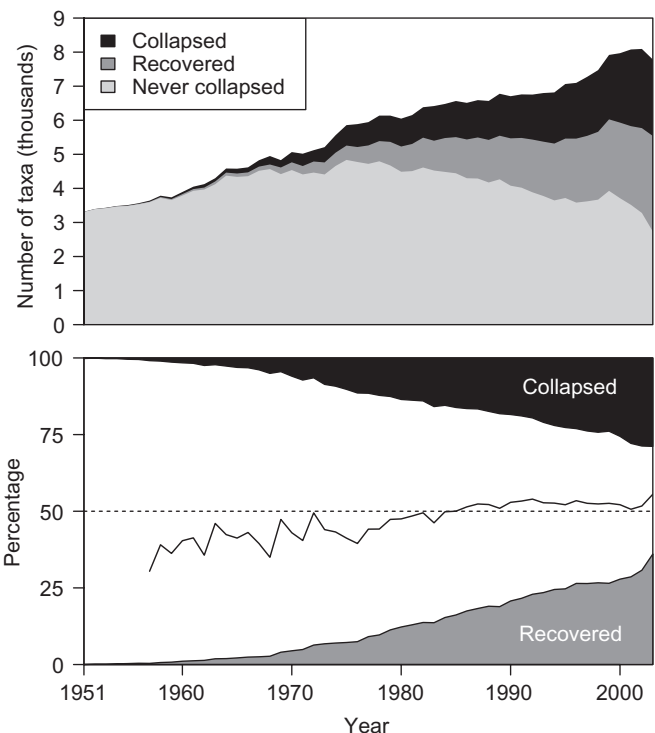 9
8
7
6
5
4
3
2
1
0
Number of taxa (thousands)
Collapsed
Recovered
Never collapsed
100
75
50
25
0
Percentage
Collapsed
Recovered
1951 1960 1970 1980 1990 2000
Year